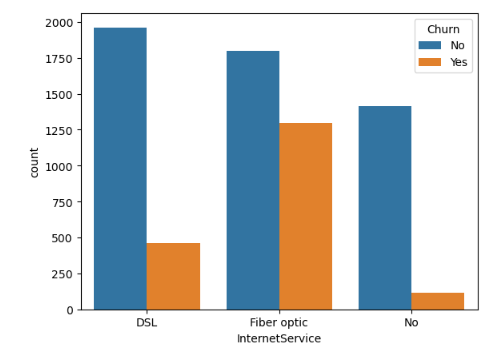 2000
1750
1500
1250
1000
750
500
250
0
count
Churn
No
Yes
DSL Fiber optic No
InternetService